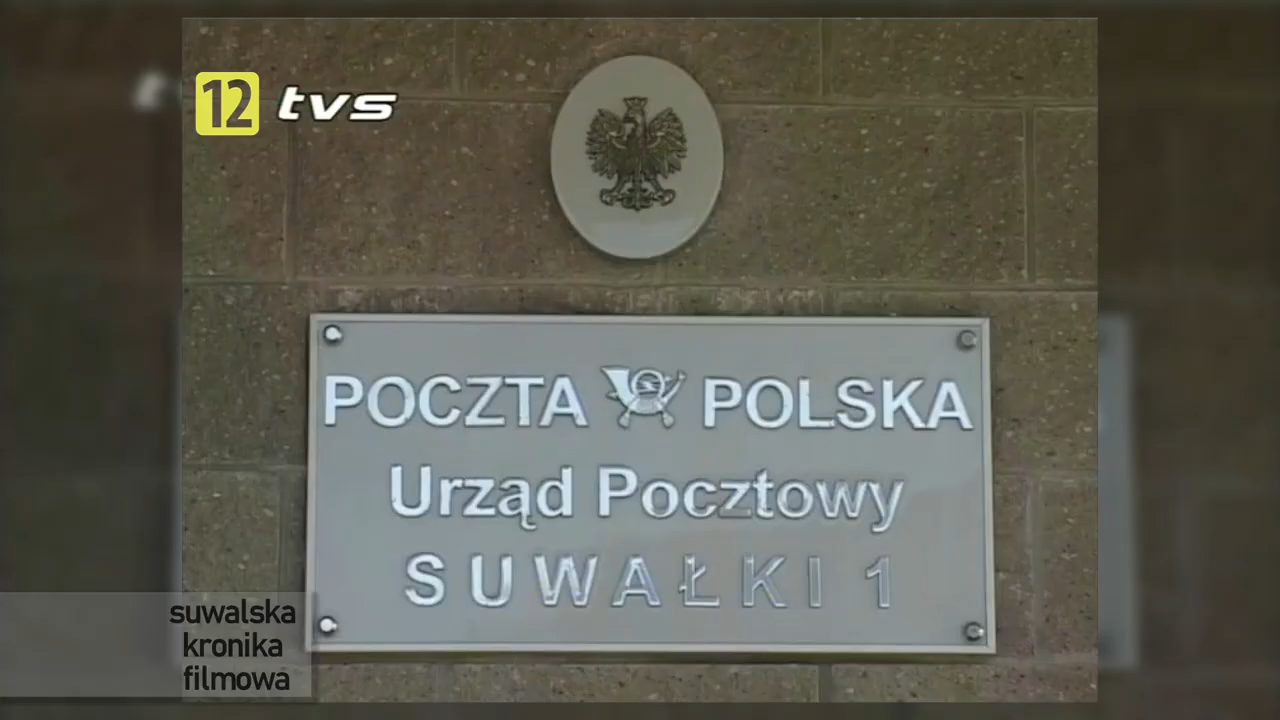 12 tvs
POCZTA POLSKA
Urząd Pocztowy
SUWAŁKI 1
suwalska
kronika
filmowa